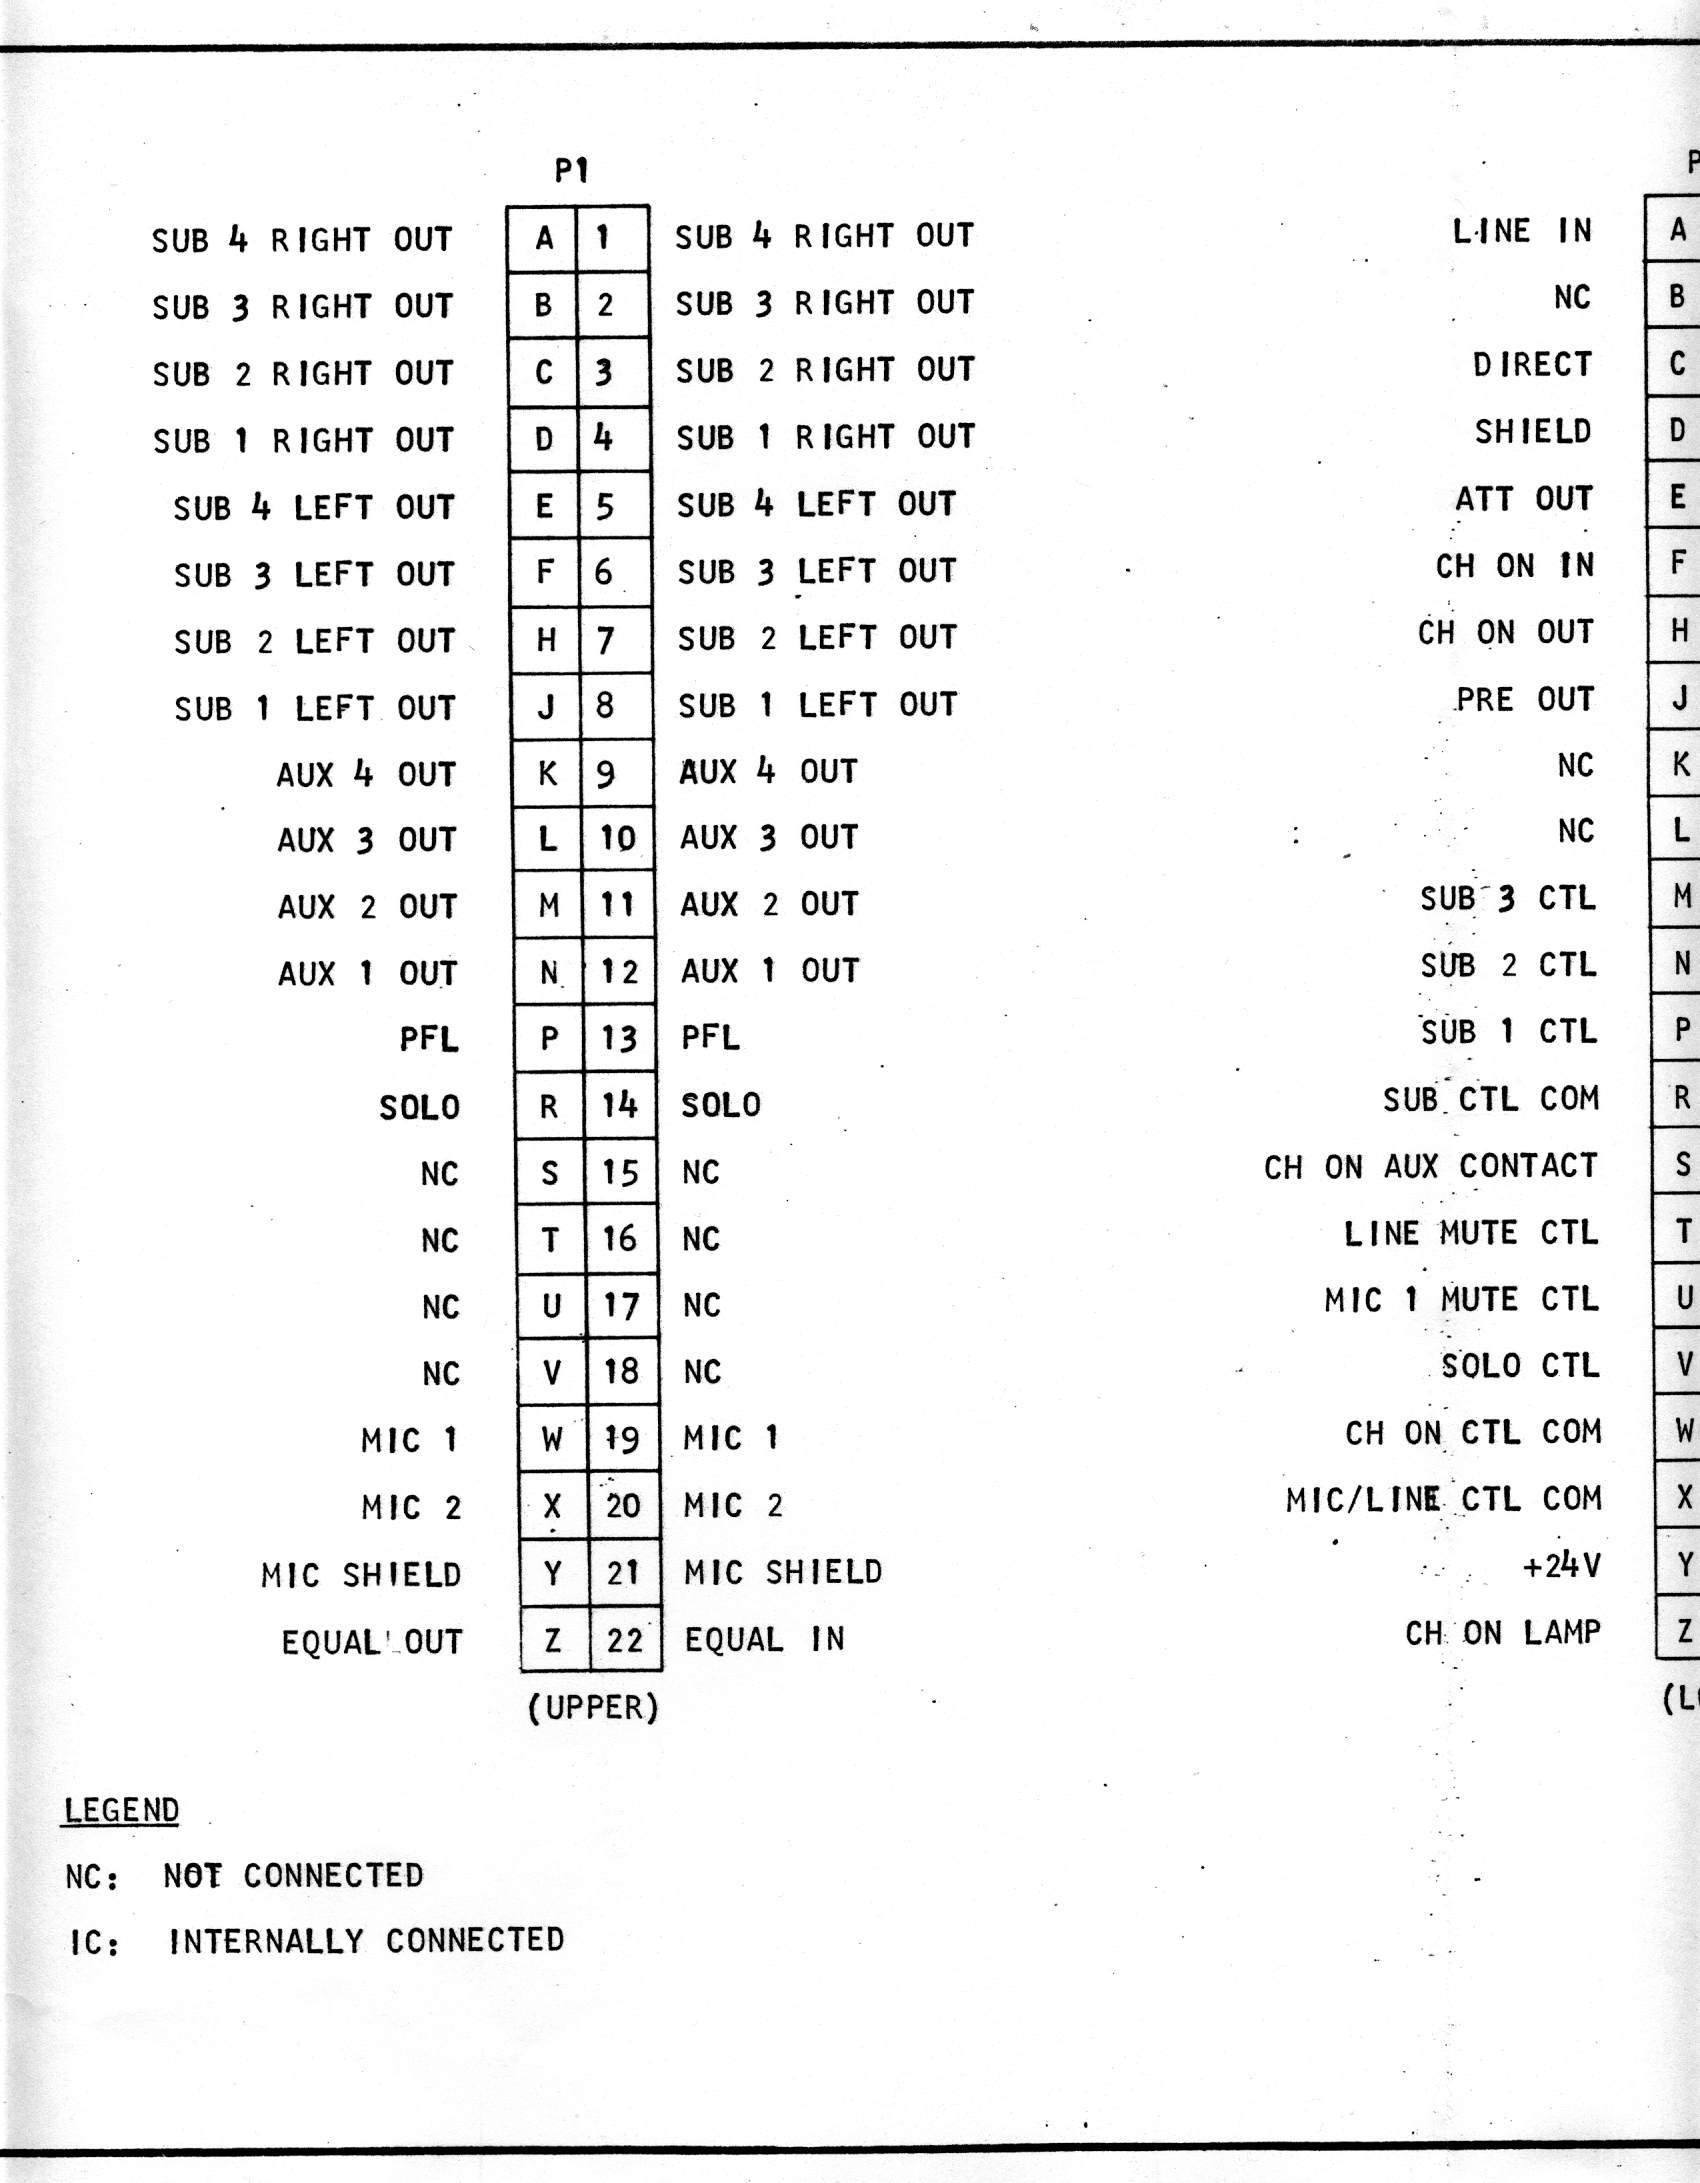 P1 P
SUB 4 RIGHT OUT A 1 SUB 4 RIGHT OUT LINE IN A
SUB 3 RIGHT OUT B 2 SUB 3 RIGHT OUT NC B
SUB 2 RIGHT OUT C 3 SUB 2 RIGHT OUT DIRECT C
SUB 1 RIGHT OUT D 4 SUB 1 RIGHT OUT SHIELD D
SUB 4 LEFT OUT E 5 SUB 4 LEFT OUT ATT OUT E
SUB 3 LEFT OUT F 6 SUB 3 LEFT OUT CH ON IN F
SUB 2 LEFT OUT H 7 SUB 2 LEFT OUT CH ON OUT H
SUB 1 LEFT OUT J 8 SUB 1 LEFT OUT PRE OUT J
AUX 4 OUT K 9 AUX 4 OUT NC K
AUX 3 OUT L 10 AUX 3 OUT NC L
AUX 2 OUT M 11 AUX 2 OUT SUB 3 CTL M
AUX 1 OUT N 12 AUX 1 OUT SUB 2 CTL N
PFL P 13 PFL SUB 1 CTL P
SOLO R 14 SOLO SUB CTL COM R
NC S 15 NC CH ON AUX CONTACT S
NC T 16 NC LINE MUTE CTL T
NC U 17 NC MIC 1 MUTE CTL U
NC V 18 NC SOLO CTL V
MIC 1 W 19 MIC 1 CH ON CTL COM W
MIC 2 X 20 MIC 2 MIC/LINE CTL COM X
MIC SHIELD Y 21 MIC SHIELD +24V Y
EQUAL OUT Z 22 EQUAL IN CH ON LAMP Z
(UPPER)
LEGEND
NC: NOT CONNECTED
IC: INTERNALLY CONNECTED